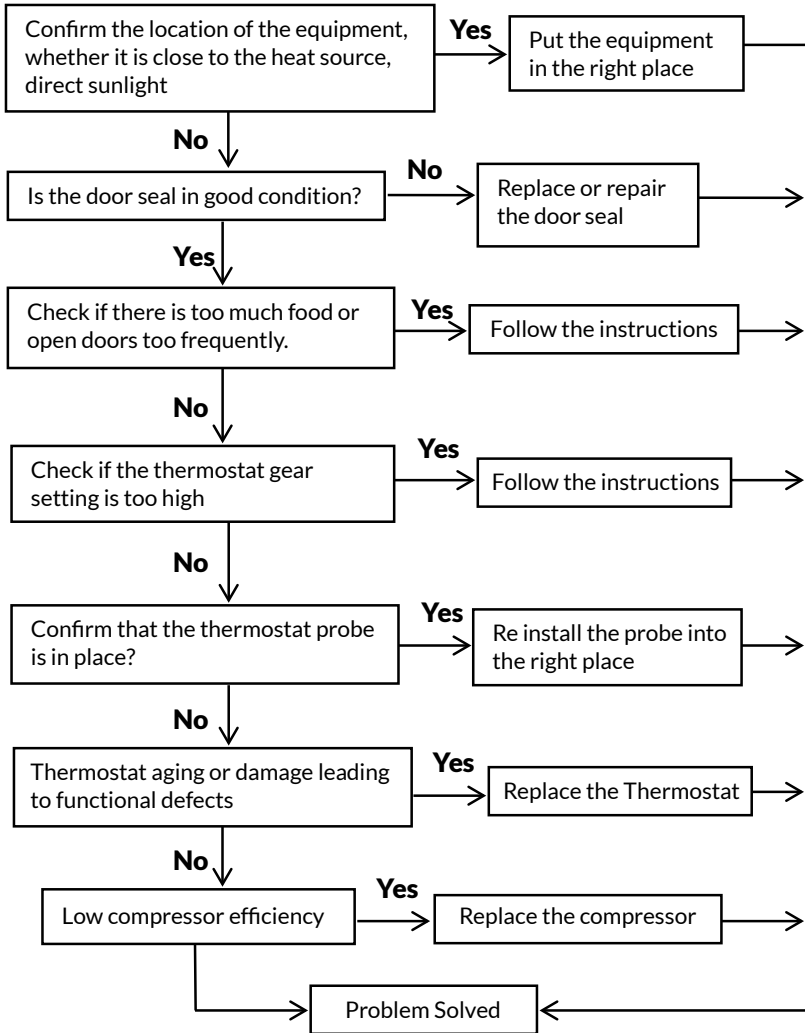 Confirm the location of the equipment,
whether it is close to the heat source,
direct sunlight
Yes
Put the equipment
in the right place
No
Is the door seal in good condition?
No
Replace or repair
the door seal
Yes
Check if there is too much food or
open doors too frequently.
Yes
Follow the instructions
No
Check if the thermostat gear
setting is too high
Yes
Follow the instructions
No
Confirm that the thermostat probe
is in place?
Yes
Re install the probe into
the right place
No
Thermostat aging or damage leading
to functional defects
Yes
Replace the Thermostat
No
Low compressor efficiency
Yes
Replace the compressor
Problem Solved